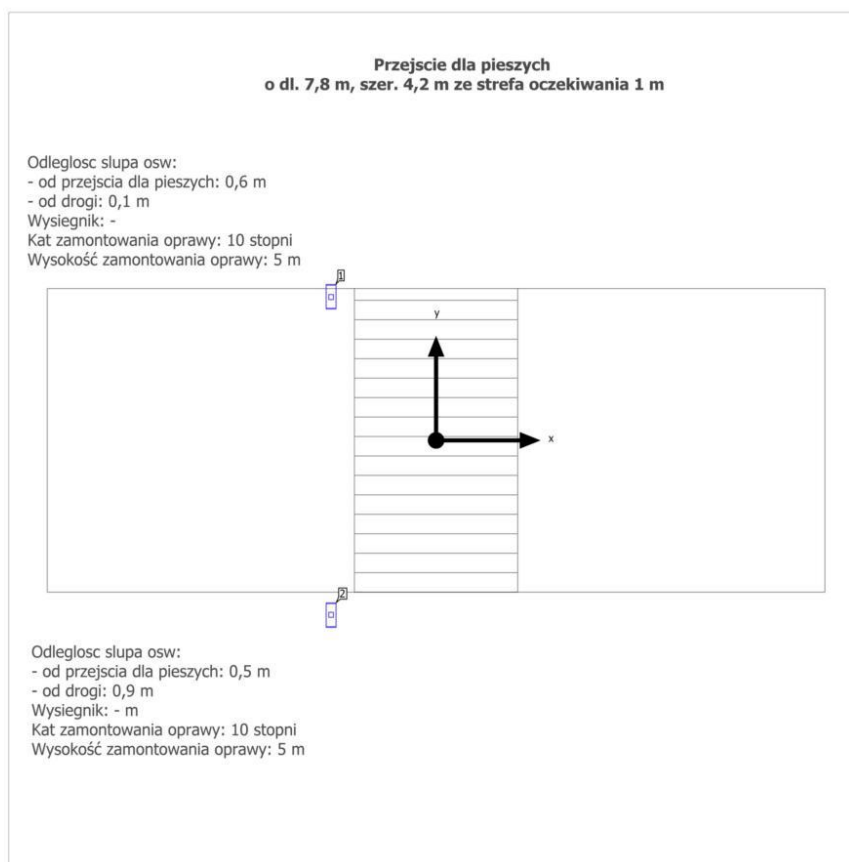 Przejscie dla pieszych
o dl. 7,8 m, szer. 4,2 m ze strefa oczekiwania 1 m
Odleglosc slupa osw:
- od przejscia dla pieszych: 0,6 m
- od drogi: 0,1 m
Wysiegnik: -
Kat zamontowania oprawy: 10 stopni
Wysokość zamontowania oprawy: 5 m
1
y
x
2
Odleglosc slupa osw:
- od przejscia dla pieszych: 0,5 m
- od drogi: 0,9 m
Wysiegnik: - m
Kat zamontowania oprawy: 10 stopni
Wysokość zamontowania oprawy: 5 m